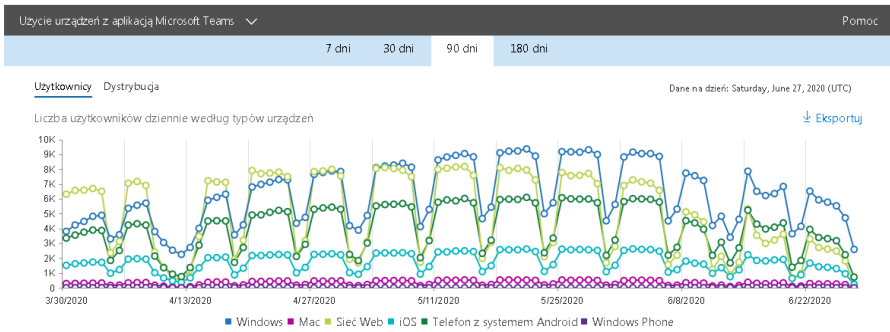 Użycie urządzeń z aplikacją Microsoft Teams Pomoc
7 dni 30 dni 90 dni 180 dni
Użytkownicy Dystrybucja Dane na dzień: Saturday, June 27, 2020 (UTC)
Liczba użytkowników dziennie według typów urządzeń Eksportuj
10K
9K
8K
7K
6K
5K
4K
3K
2K
1K
0
3/30/2020 4/13/2020 4/27/2020 5/11/2020 5/25/2020 6/8/2020 6/22/2020
Windows Mac Sieć Web iOS Telefon z systemem Android Windows Phone